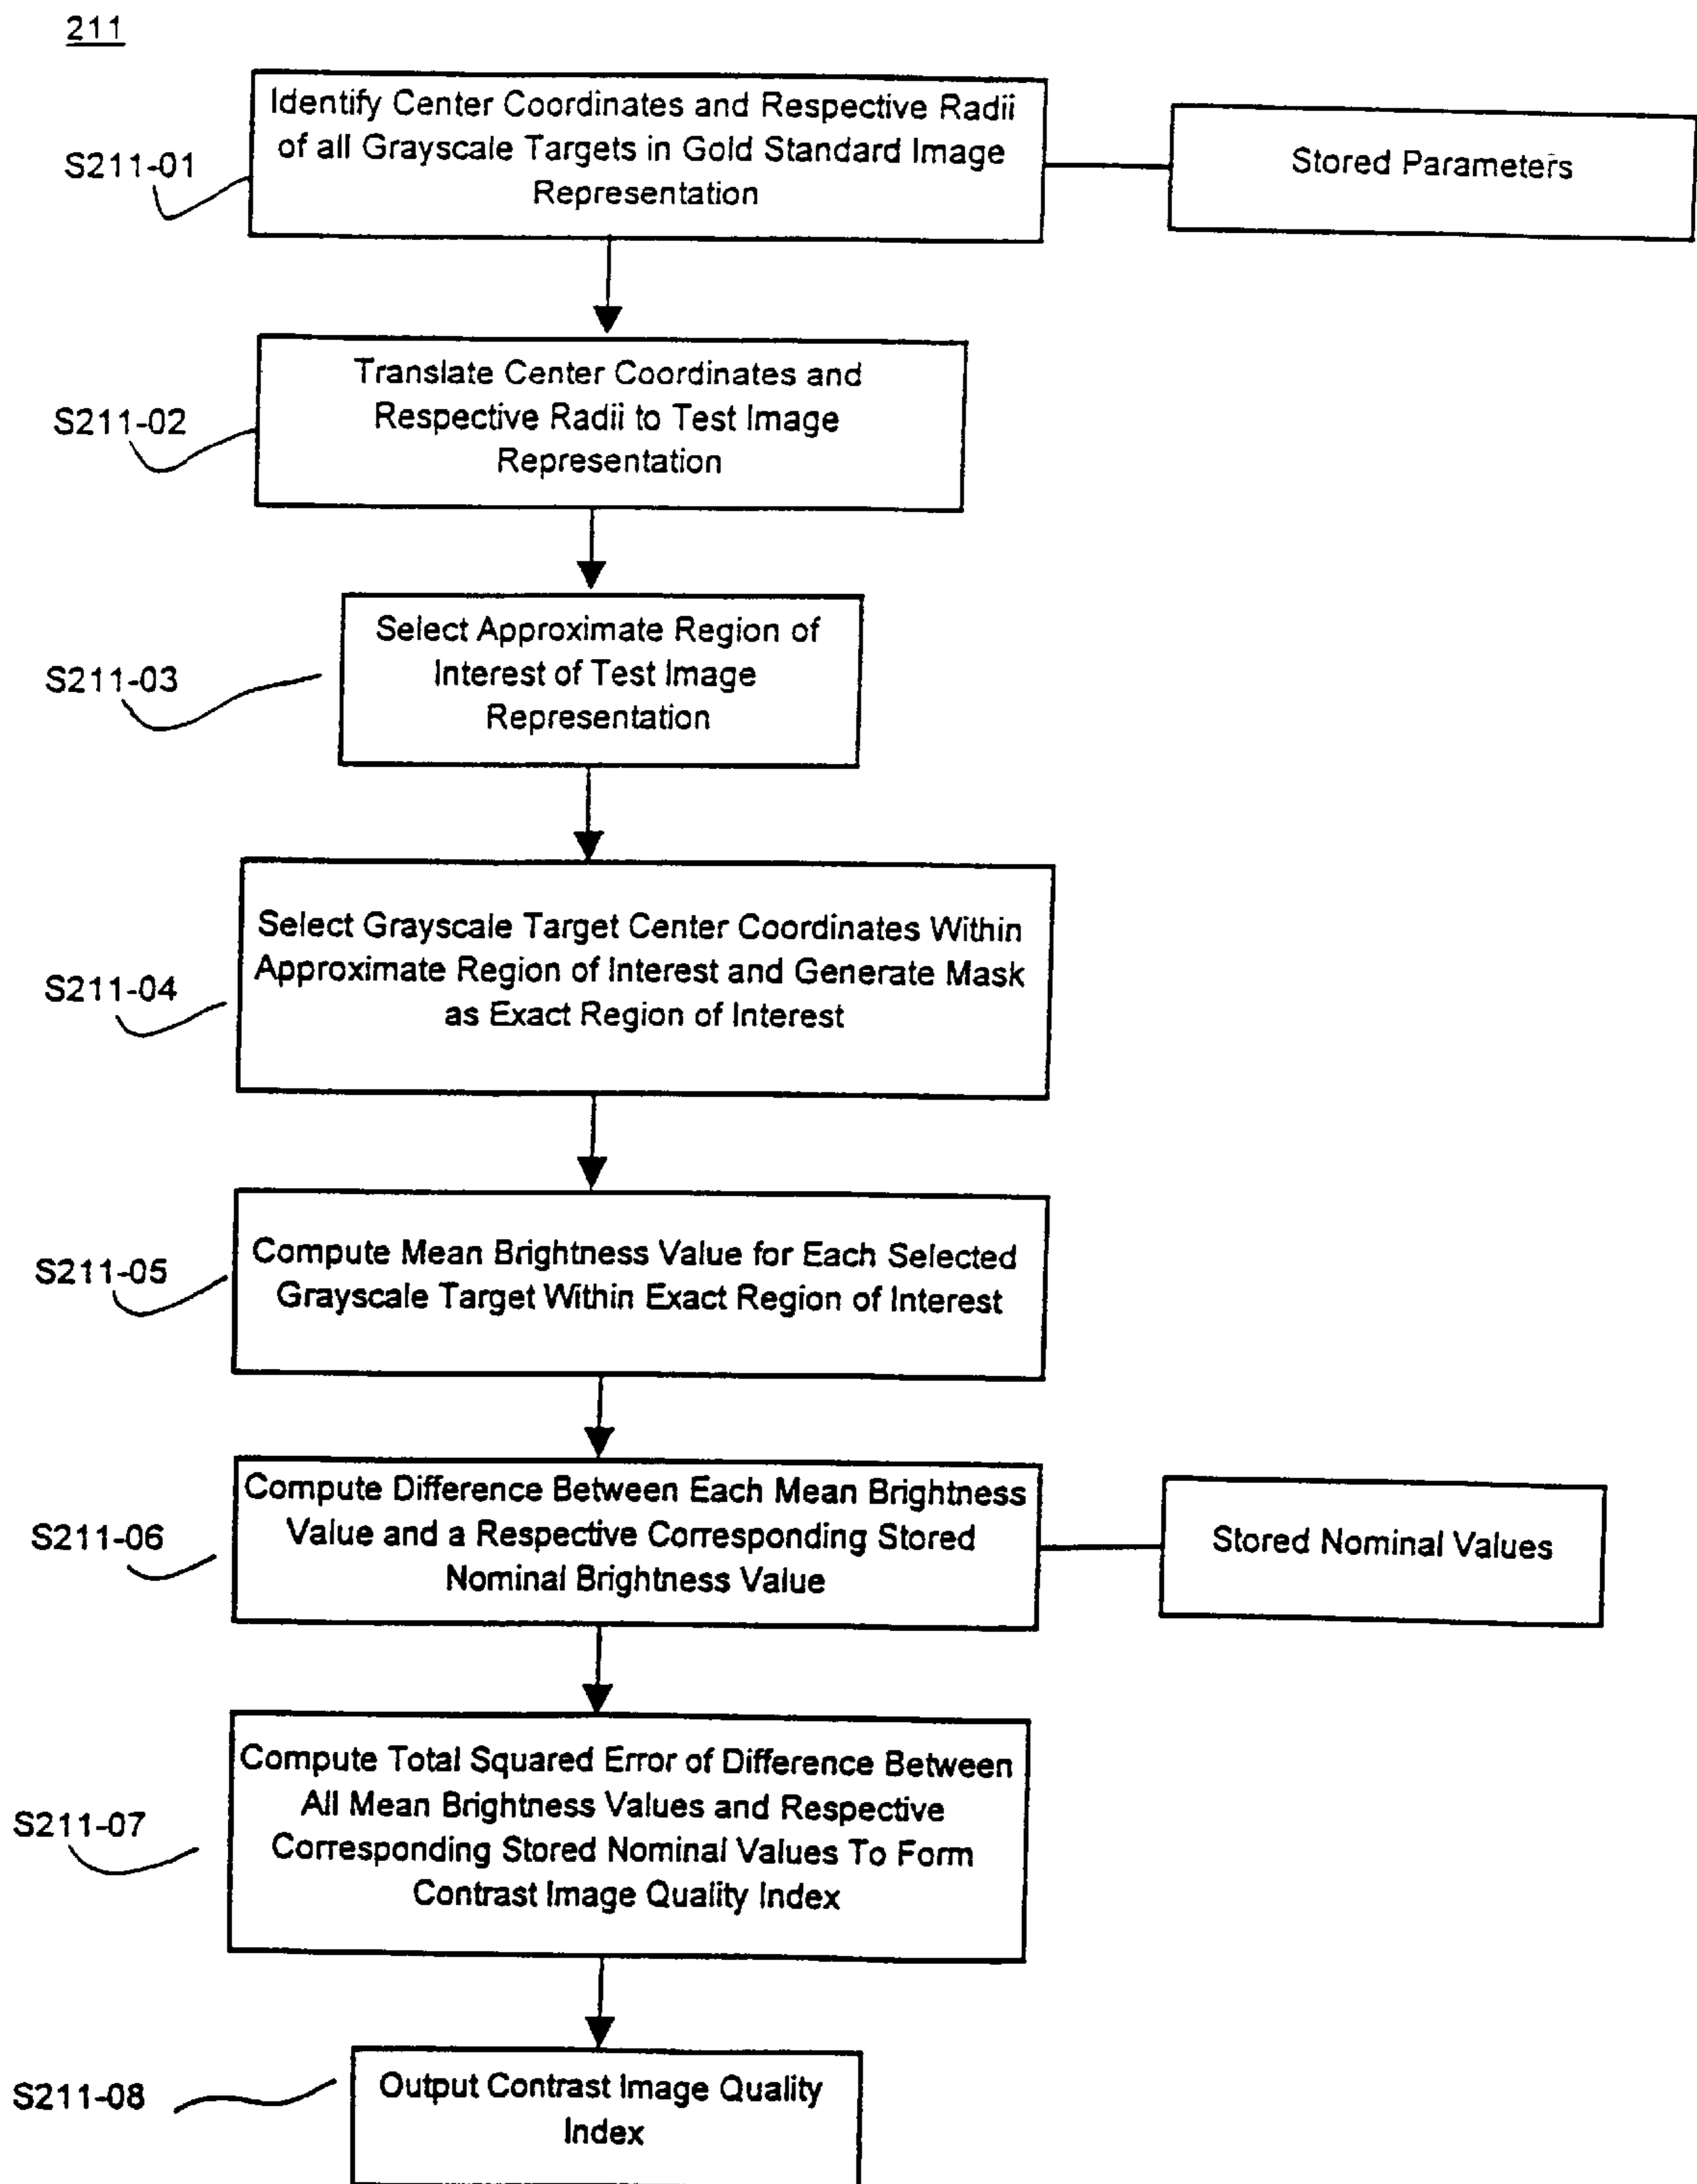 211
Identify Center Coordinates and Respective Radii
of all Grayscale Targets in Gold Standard Image
Representation
S211-01
Stored Parameters
Translate Center Coordinates and
Respective Radii to Test Image
Representation
S211-02
Select Approximate Region of
Interest of Test Image
Representation
S211-03
Select Grayscale Target Center Coordinates Within
Approximate Region of Interest and Generate Mask
as Exact Region of Interest
S211-04
Compute Mean Brightness Value for Each Selected
Grayscale Target Within Exact Region of Interest
S211-05
Compute Difference Between Each Mean Brightness
Value and a Respective Corresponding Stored
Nominal Brightness Value
S211-06
Stored Nominal Values
Compute Total Squared Error of Difference Between
All Mean Brightness Values and Respective
Corresponding Stored Nominal Values To Form
Contrast Image Quality Index
S211-07
Output Contrast Image Quality
Index
S211-08